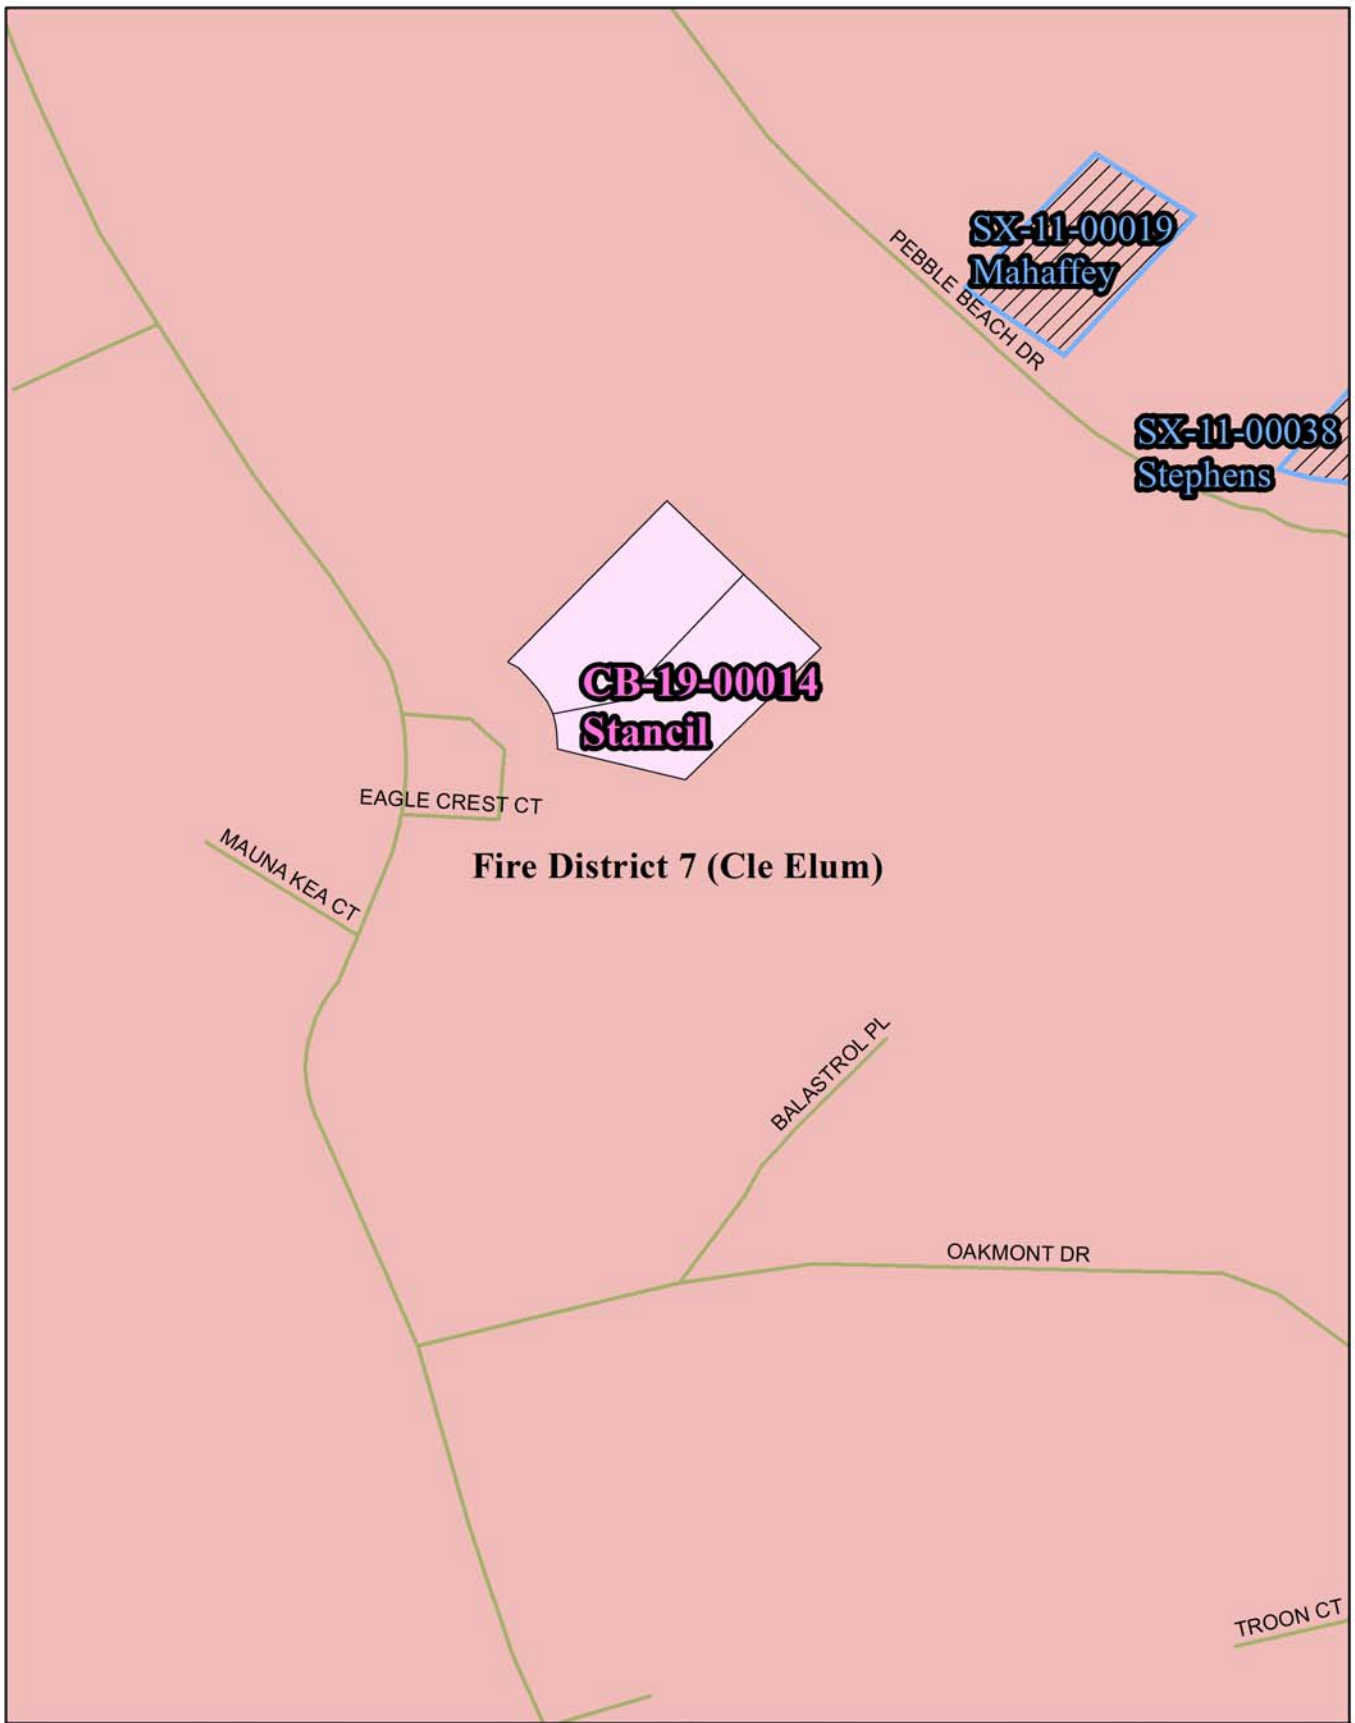 SX-11-00019
Mahaffey
PEBBLE BEACH DR
SX-11-00038
Stephens
CB-19-00014
Stancil
EAGLE CREST CT
MAUNA KEA CT
Fire District 7 (Cle Elum)
BALASTROL PL
OAKMONT DR
TROON CT